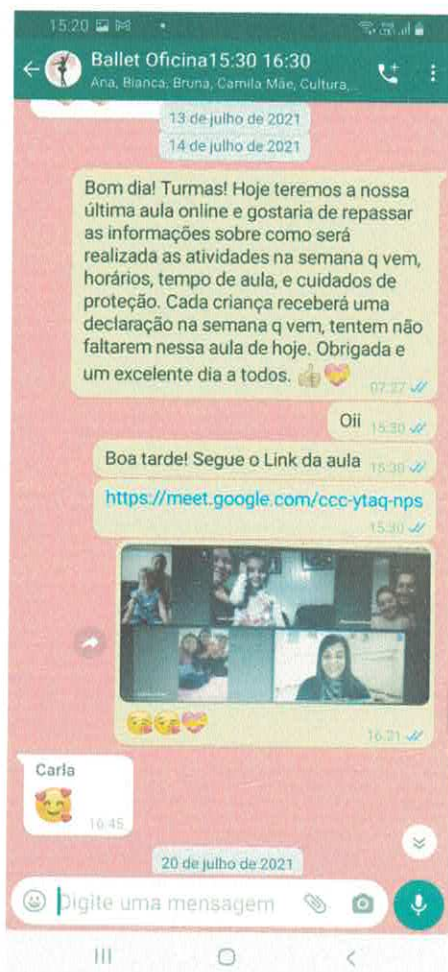 15:20
Ballet Oficina15:30 16:30
Ana, Bianca, Bruna, Camila Mãe, Cultura,...
13 de julho de 2021
14 de julho de 2021
Bom dia! Turmas! Hoje teremos a nossa
última aula online e gostaria de repassar
as informações sobre como será
realizada as atividades na semana q vem,
horários, tempo de aula, e cuidados de
proteção. Cada criança receberá uma
declaração na semana q vem, tentem não
faltarem nessa aula de hoje. Obrigada e
um excelente dia a todos. 👍💝
07:27
Oii 15:30
Boa tarde! Segue o Link da aula 15:30
https://meet.google.com/ccc-ytaq-nps
15:30
😘😘💝 16:21
Carla
🥰 16:45
20 de julho de 2021
Digite uma mensagem